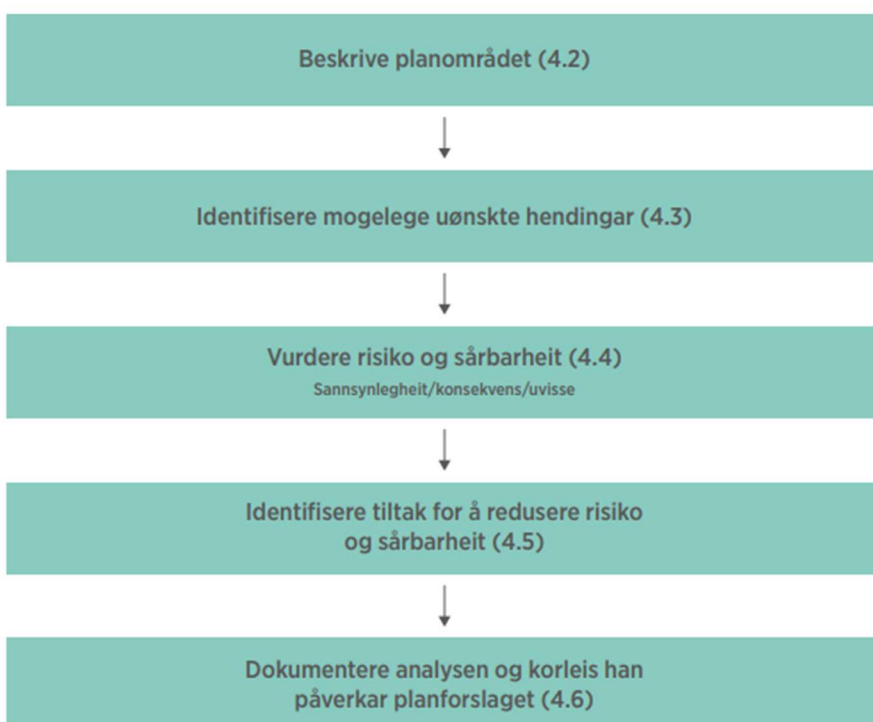 Beskrive planområdet (4.2)
Identifisere mogelege uønskte hendingar (4.3)
Vurdere risiko og sårbarheit (4.4)
Sannsynlegheit/konsekvens/uvisse
Identifisere tiltak for å redusere risiko
og sårbarheit (4.5)
Dokumentere analysen og korleis han
påverkar planforslaget (4.6)